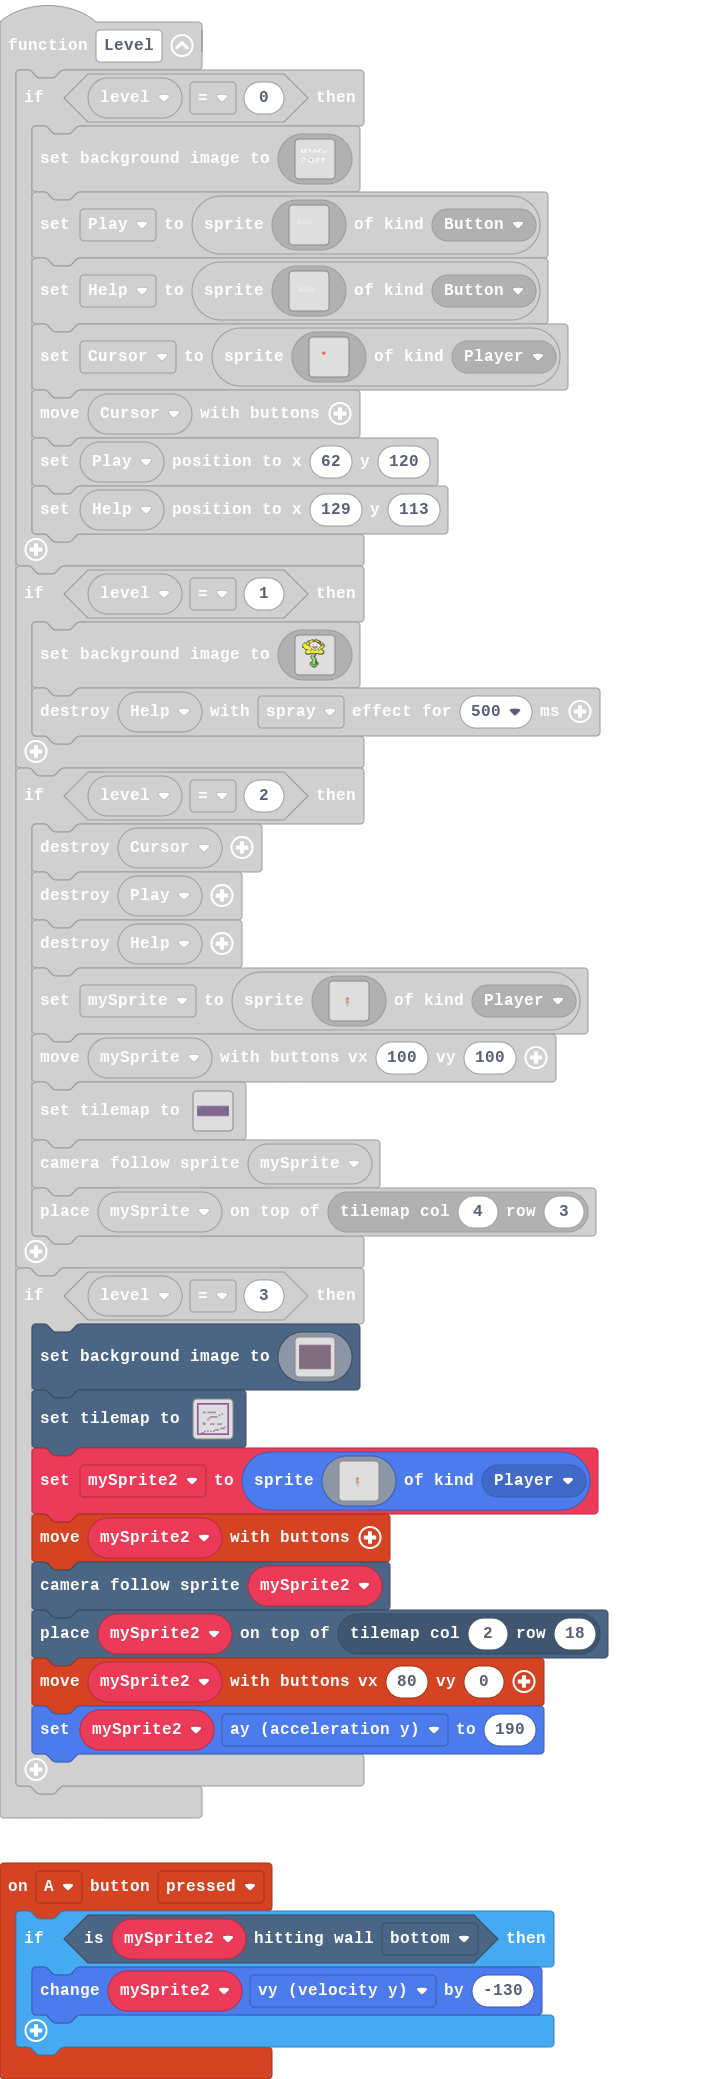 function Level
if level = 0 then
set background image to
set Play to sprite of kind Button
set Help to sprite of kind Button
set Cursor to sprite of kind Player
move Cursor with buttons
set Play position to x 62 y 120
set Help position to x 129 y 113
if level = 1 then
set background image to
destroy Help with spray effect for 500 ms
if level = 2 then
destroy Cursor
destroy Play
destroy Help
set mySprite to sprite of kind Player
move mySprite with buttons vx 100 vy 100
set tilemap to
camera follow sprite mySprite
place mySprite on top of tilemap col 4 row 3
if level = 3 then
set background image to
set tilemap to
set mySprite2 to sprite of kind Player
move mySprite2 with buttons
camera follow sprite mySprite2
place mySprite2 on top of tilemap col 2 row 18
move mySprite2 with buttons vx 80 vy 0
set mySprite2 ay (acceleration y) to 190
on A button pressed
if is mySprite2 hitting wall bottom then
change mySprite2 vy (velocity y) by -130